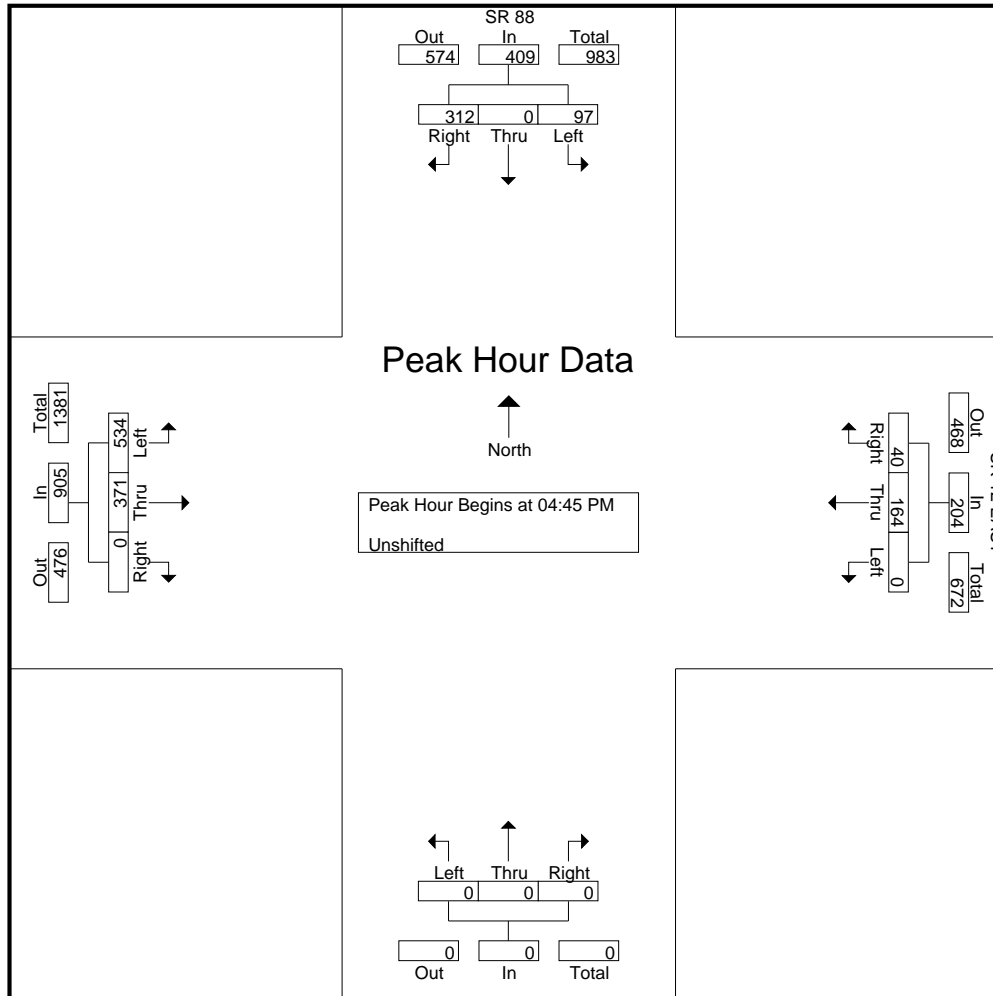 SR 88
Out In Total
574 409 983
312 0 97
Right Thru Left
Peak Hour Data
North
Peak Hour Begins at 04:45 PM
Unshifted
Total In Out
1381 905 476
534 371 0
Left Thru Right
Out In Total
468 204 672
40 164 0
Right Thru Left
Left Thru Right
0 0 0
0 0 0
Out In Total